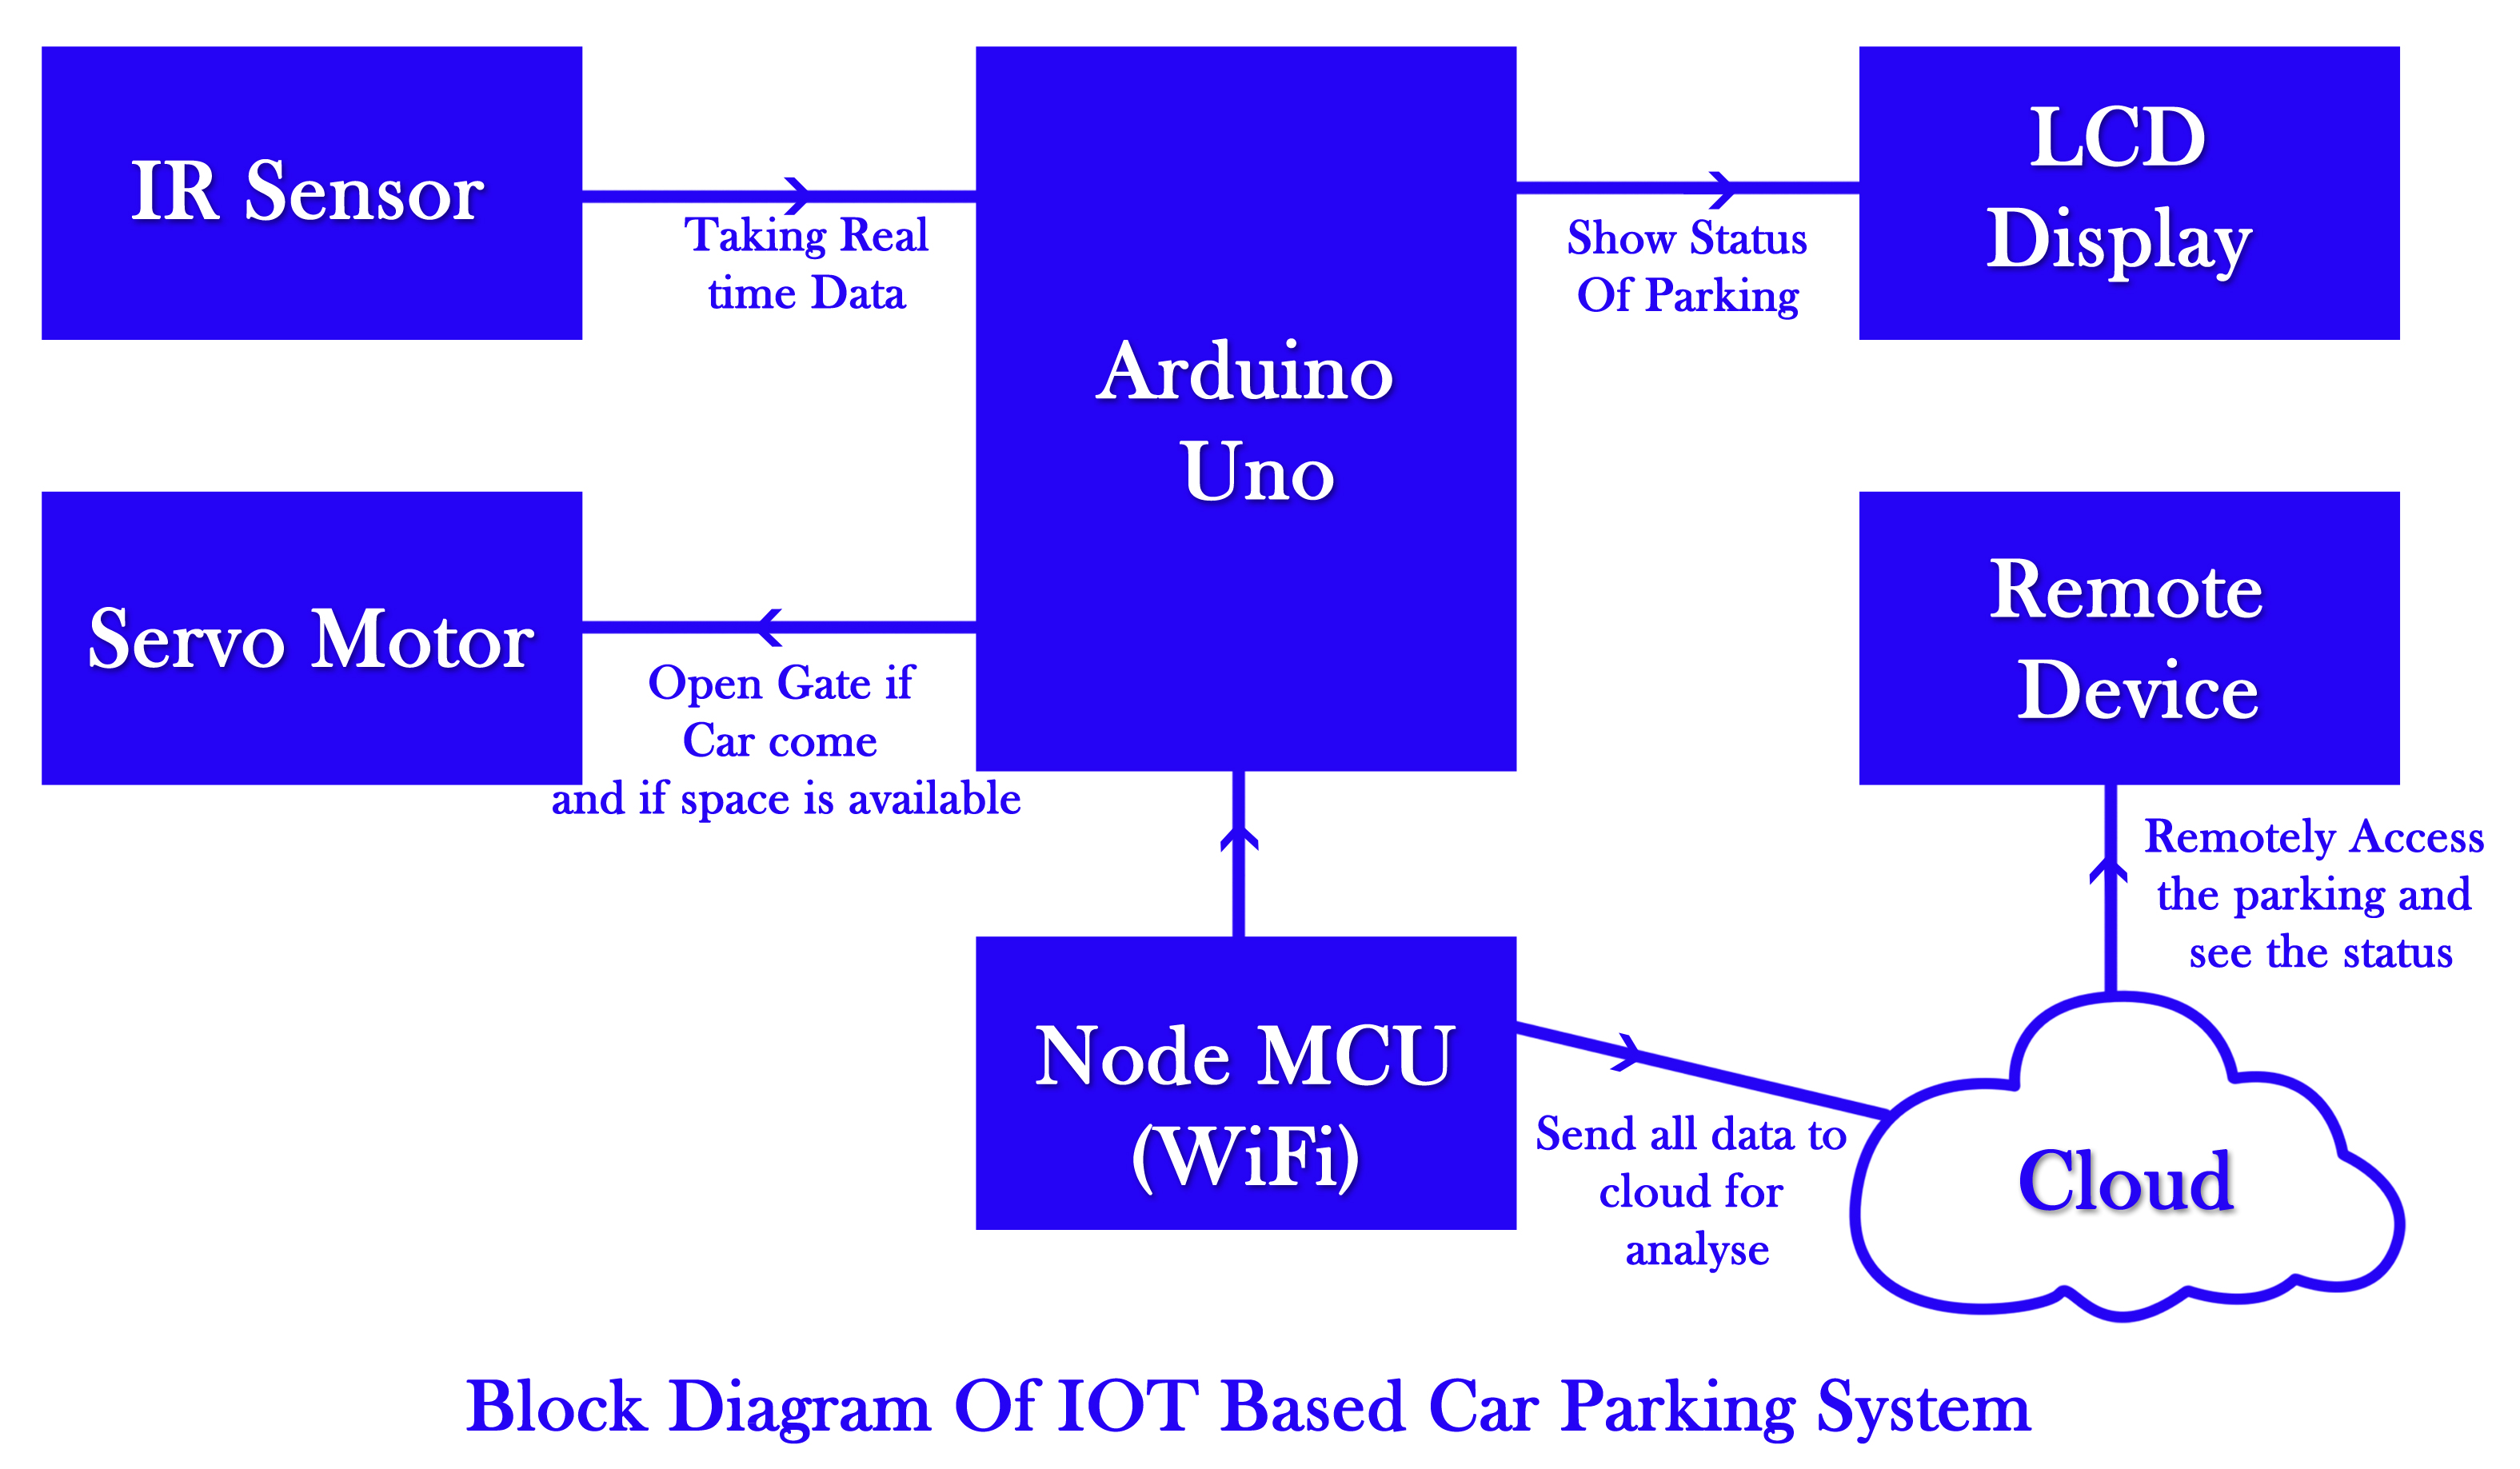 IR Sensor
Taking Real
time Data
Arduino
Uno
Show Status
Of Parking
LCD
Display
Servo Motor
Open Gate if
Car come
and if space is available
Remote
Device
Remotely Access
the parking and
see the status
Node MCU
(WiFi)
Send all data to
cloud for
analyse
Cloud
Block Diagram Of IOT Based Car Parking System